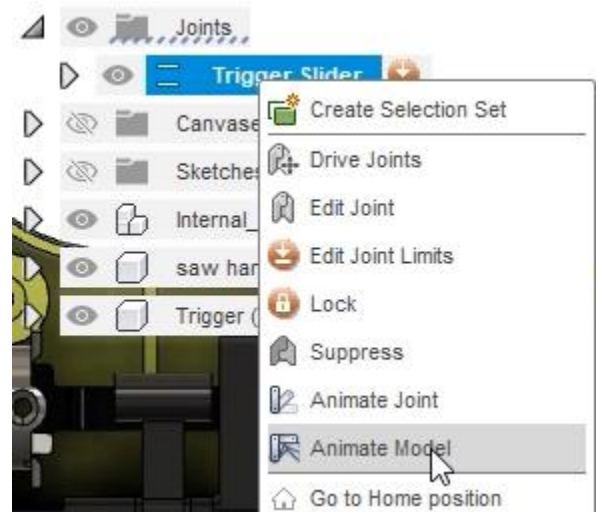 Joints
Trigger Slider
Create Selection Set
Canvase
Drive Joints
Sketches
Edit Joint
Internal_
Edit Joint Limits
saw han
Lock
Trigger (
Suppress
Animate Joint
Animate Model
Go to Home position